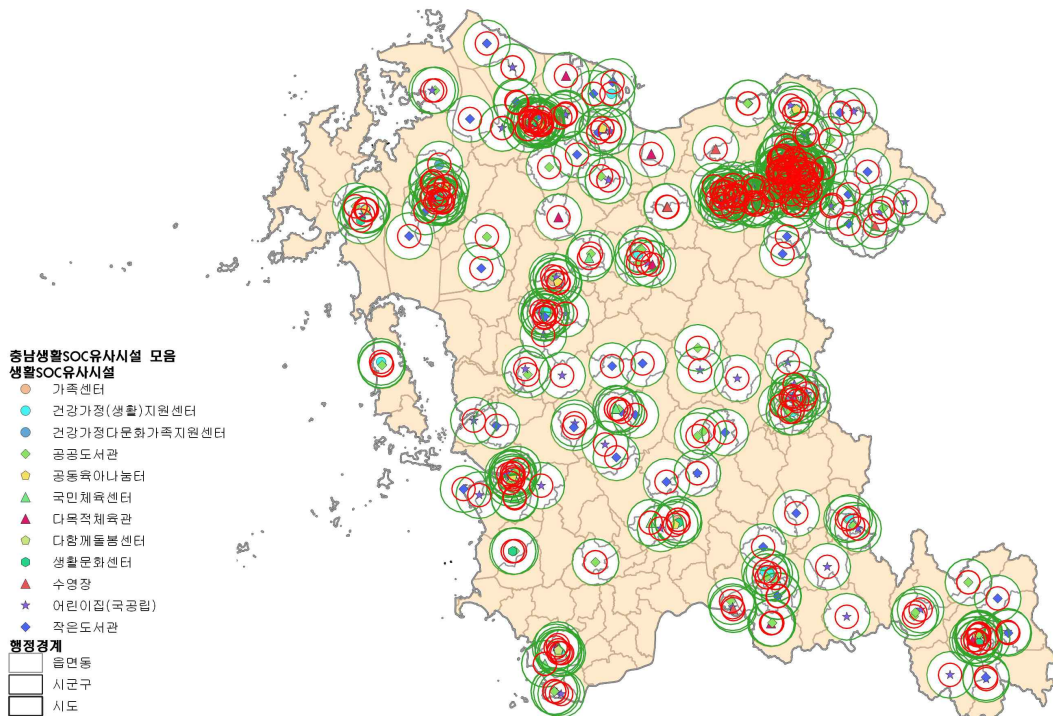 충남생활SOC유사시설 모음
생활SOC유사시설
가족센터
건강가정(생활)지원센터
건강가정다문화가족지원센터
공공도서관
공동육아나눔터
국민체육센터
다목적체육관
다함께돌봄센터
생활문화센터
수영장
어린이집(국공립)
작은도서관
행정경계
읍면동
시군구
시도